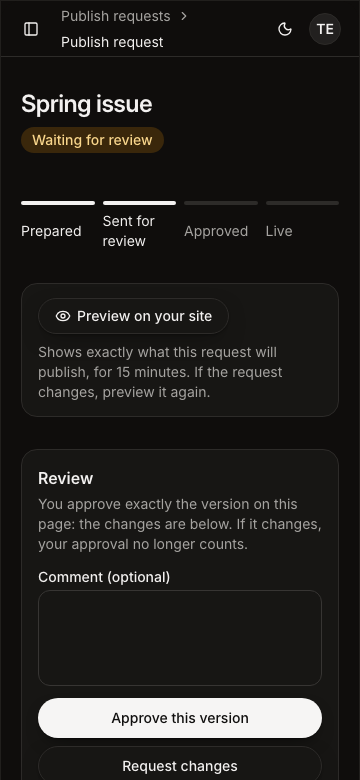 Publish requests
Publish request
TE
Spring issue
Waiting for review
Prepared
Sent for
review
Approved
Live
Preview on your site
Shows exactly what this request will
publish, for 15 minutes. If the request
changes, preview it again.
Review
You approve exactly the version on this
page: the changes are below. If it changes,
your approval no longer counts.
Comment (optional)
Approve this version
Request changes